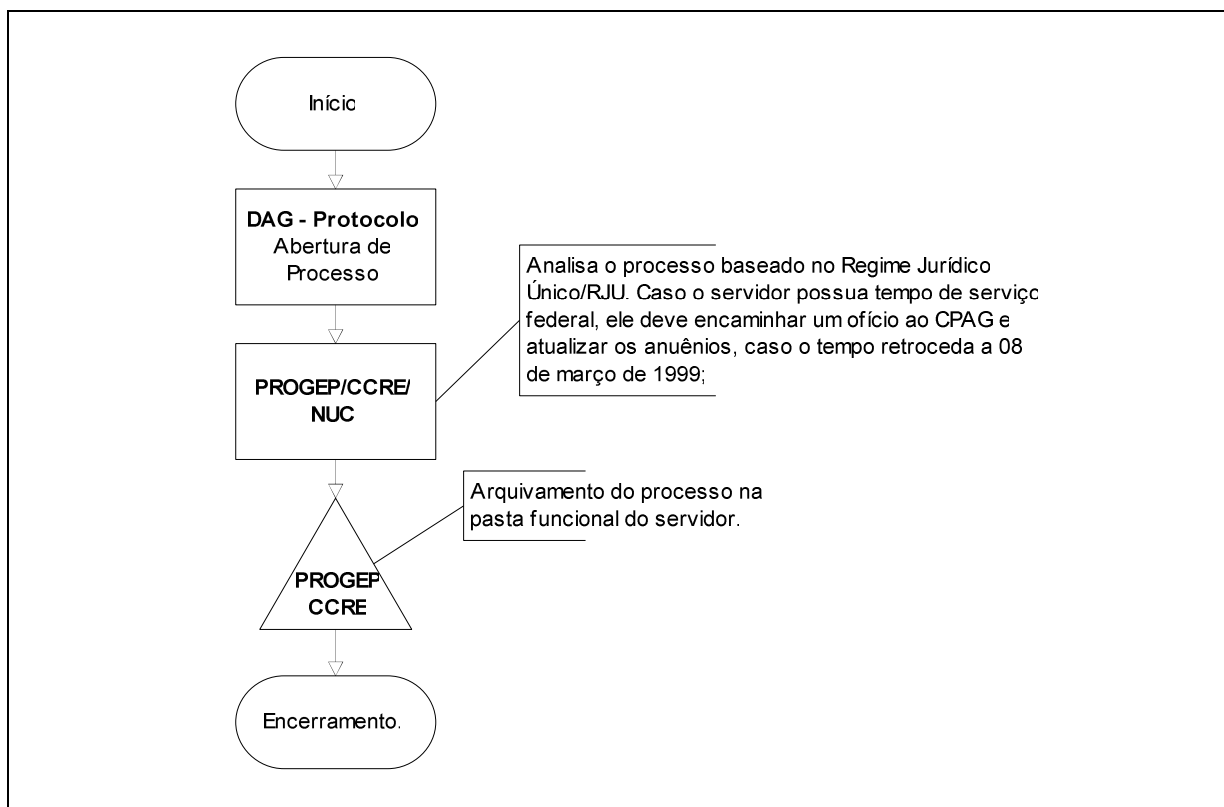 Início
DAG - Protocolo
Abertura de
Processo
Analisa o processo baseado no Regime Jurídico
Único/RJU. Caso o servidor possua tempo de serviço
federal, ele deve encaminhar um ofício ao CPAG e
atualizar os anuênios, caso o tempo retroceda a 08
de março de 1999;
PROGEP/CCRE/
NUC
Arquivamento do processo na
pasta funcional do servidor.
PROGEP
CCRE
Encerramento.